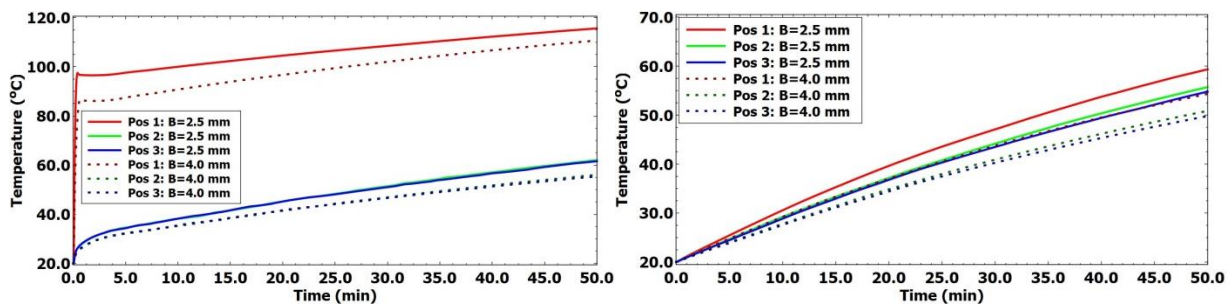 120.0
100.0
80.0
60.0
40.0
20.0
Temperature (°C)
Pos 1: B=2.5 mm
Pos 2: B=2.5 mm
Pos 3: B=2.5 mm
Pos 1: B=4.0 mm
Pos 2: B=4.0 mm
Pos 3: B=4.0 mm
0.0 5.0 10.0 15.0 20.0 25.0 30.0 35.0 40.0 45.0 50.0
Time (min)
70.0
60.0
50.0
40.0
30.0
20.0
Temperature (°C)
Pos 1: B=2.5 mm
Pos 2: B=2.5 mm
Pos 3: B=2.5 mm
Pos 1: B=4.0 mm
Pos 2: B=4.0 mm
Pos 3: B=4.0 mm
0.0 5.0 10.0 15.0 20.0 25.0 30.0 35.0 40.0 45.0 50.0
Time (min)